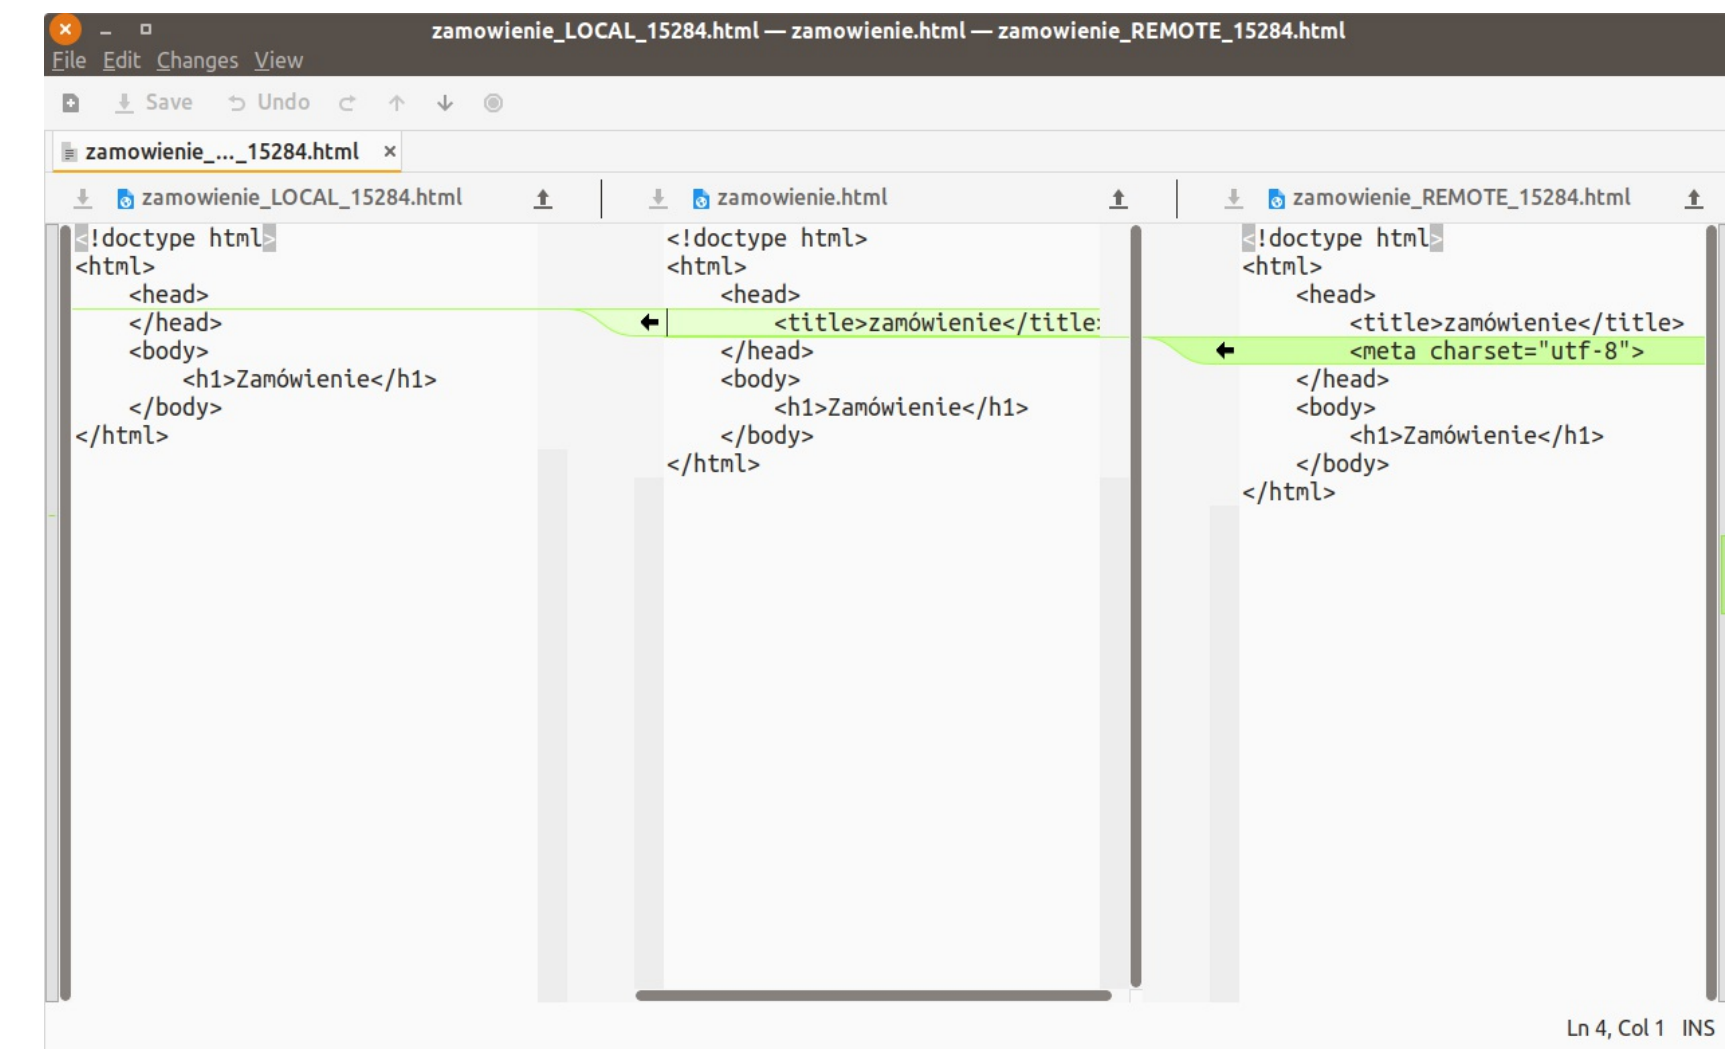 zamowienie_LOCAL_15284.html — zamowienie.html — zamowienie_REMOTE_15284.html
File Edit Changes View
Save Undo
zamowienie_..._15284.html ×
zamowienie_LOCAL_15284.html
<!doctype html>
<html>
    <head>
    </head>
    <body>
        <h1>Zamówienie</h1>
    </body>
</html>
zamowienie.html
<!doctype html>
<html>
    <head>
        <title>zamówienie</title>
    </head>
    <body>
        <h1>Zamówienie</h1>
    </body>
</html>
zamowienie_REMOTE_15284.html
<!doctype html>
<html>
    <head>
        <title>zamówienie</title>
        <meta charset="utf-8">
    </head>
    <body>
        <h1>Zamówienie</h1>
    </body>
</html>
Ln 4, Col 1 INS